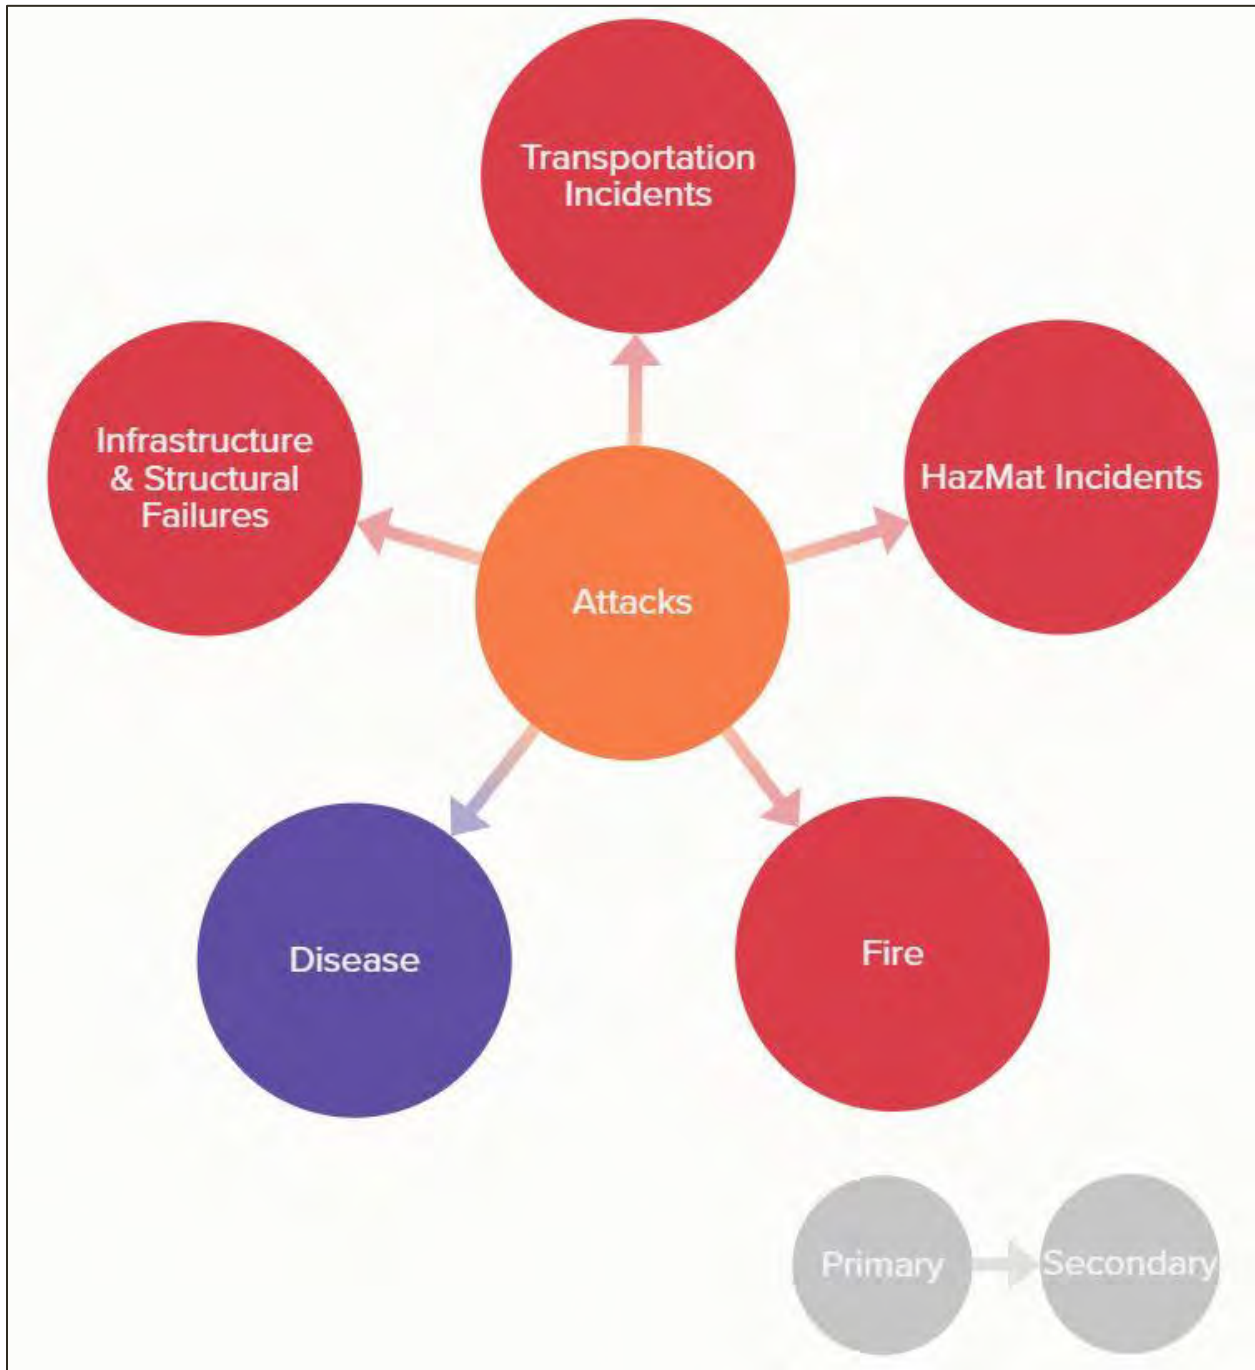 Transportation
Incidents
Infrastructure
& Structural
Failures
HazMat Incidents
Attacks
Disease
Fire
Primary
Secondary